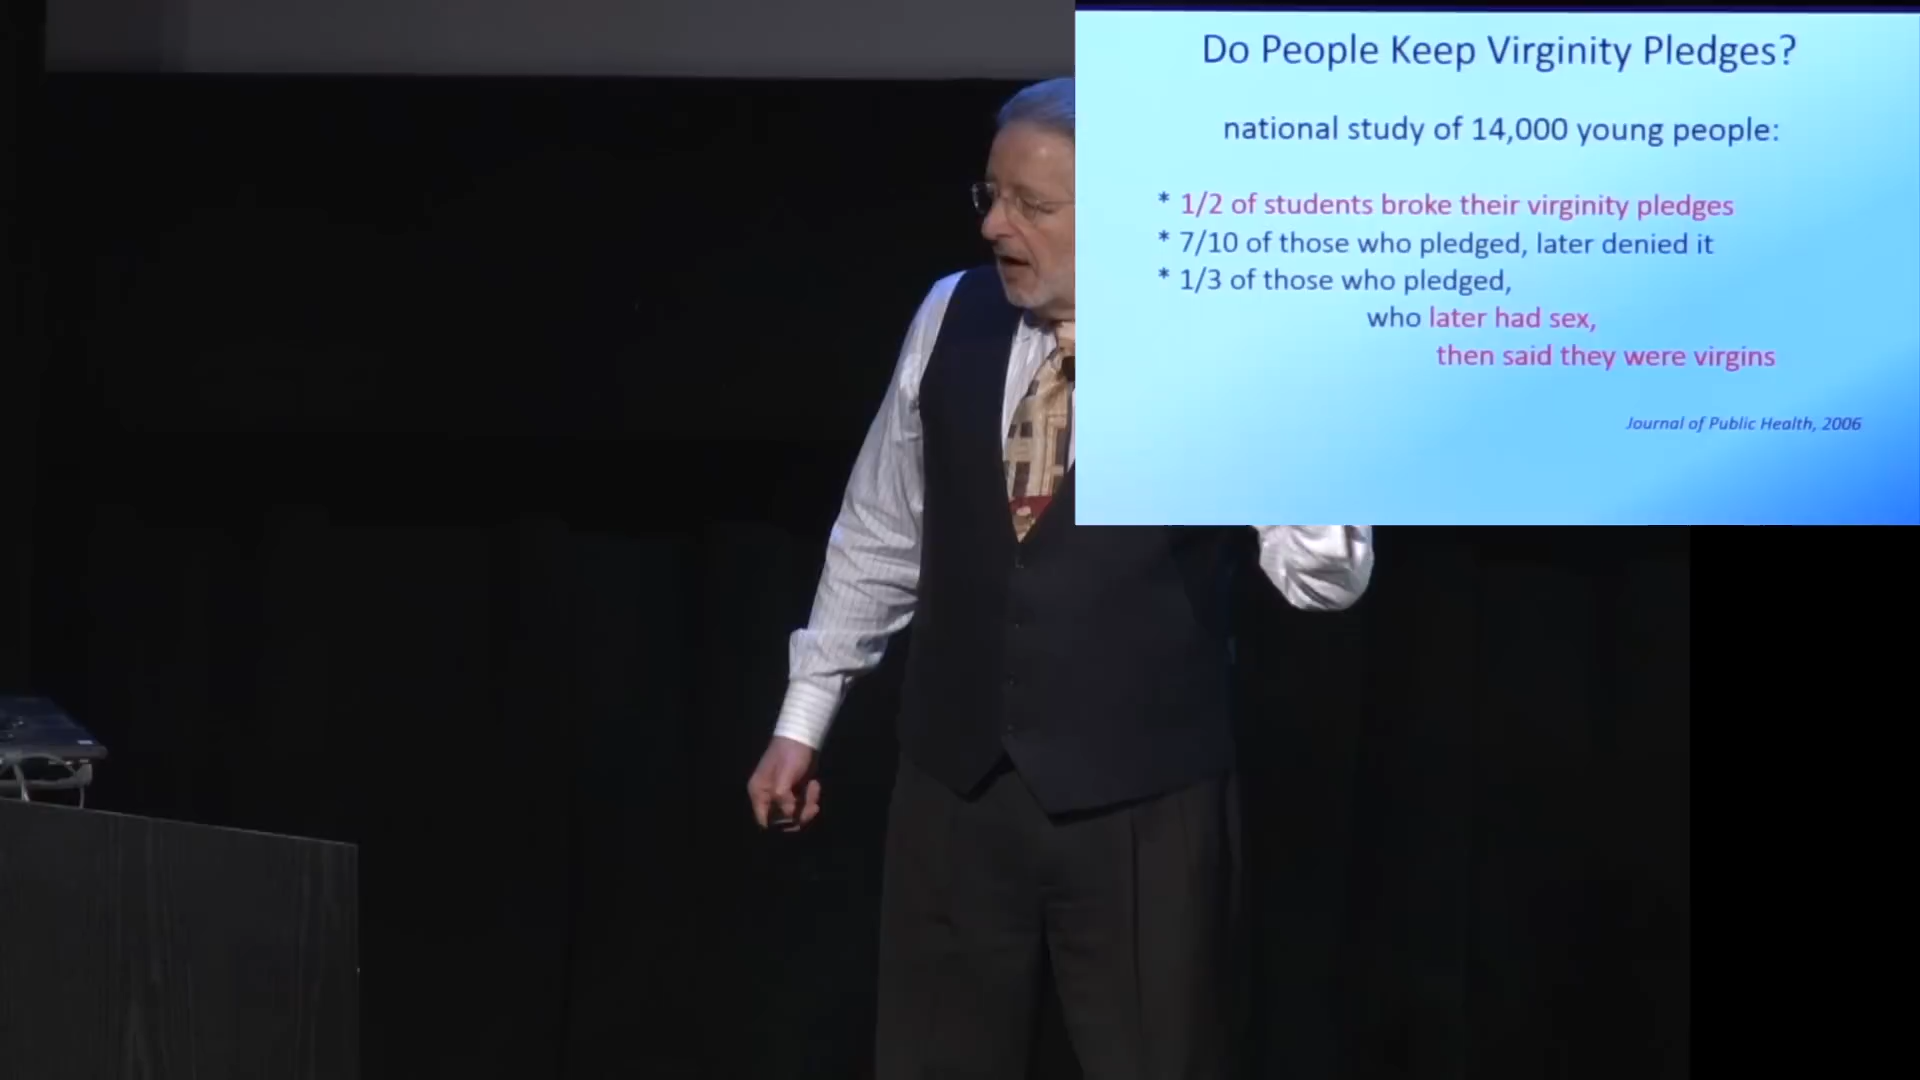 Do People Keep Virginity Pledges?
national study of 14,000 young people:
* 1/2 of students broke their virginity pledges
* 7/10 of those who pledged, later denied it
* 1/3 of those who pledged,
who later had sex,
then said they were virgins
Journal of Public Health, 2006